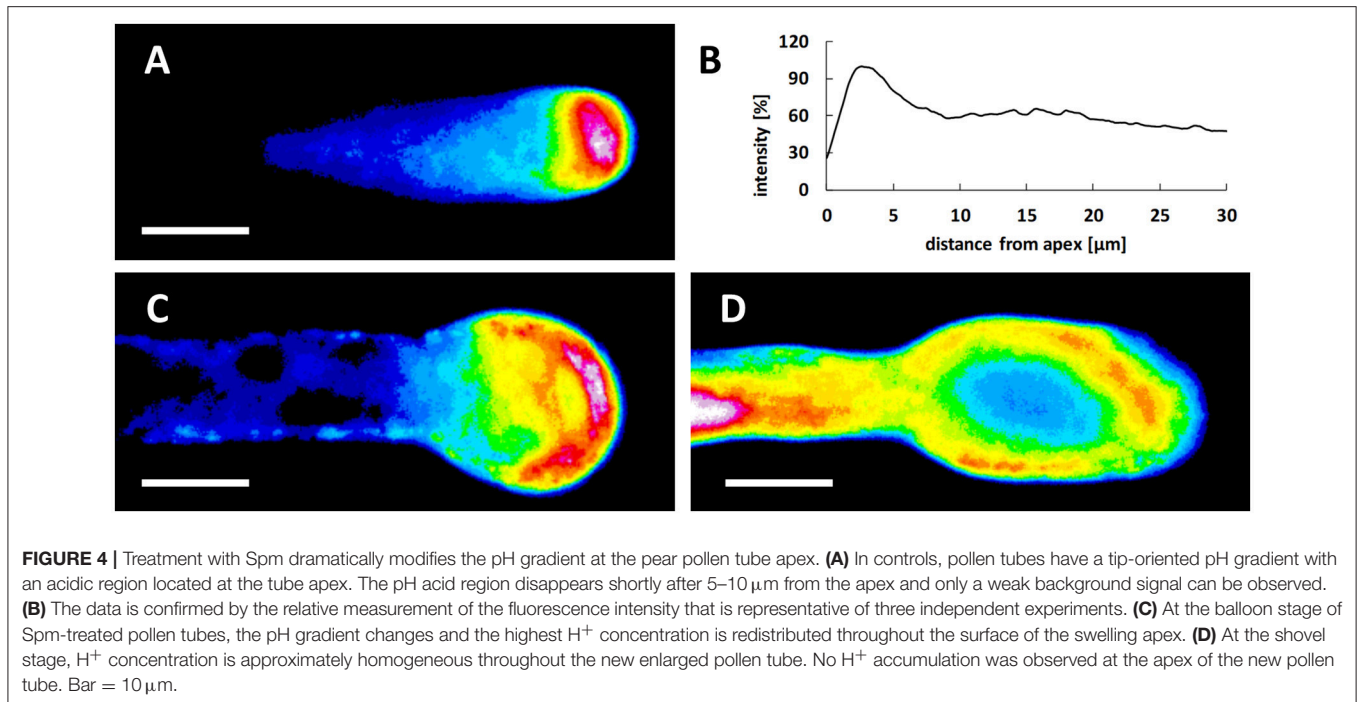 A
B
120
90
60
30
0
intensity [%]
0 5 10 15 20 25 30
distance from apex [µm]
C
D
FIGURE 4 | Treatment with Spm dramatically modifies the pH gradient at the pear pollen tube apex. (A) In controls, pollen tubes have a tip-oriented pH gradient with
an acidic region located at the tube apex. The pH acid region disappears shortly after 5–10 µm from the apex and only a weak background signal can be observed.
(B) The data is confirmed by the relative measurement of the fluorescence intensity that is representative of three independent experiments. (C) At the balloon stage of
Spm-treated pollen tubes, the pH gradient changes and the highest H⁺ concentration is redistributed throughout the surface of the swelling apex. (D) At the shovel
stage, H⁺ concentration is approximately homogeneous throughout the new enlarged pollen tube. No H⁺ accumulation was observed at the apex of the new pollen
tube. Bar = 10 µm.